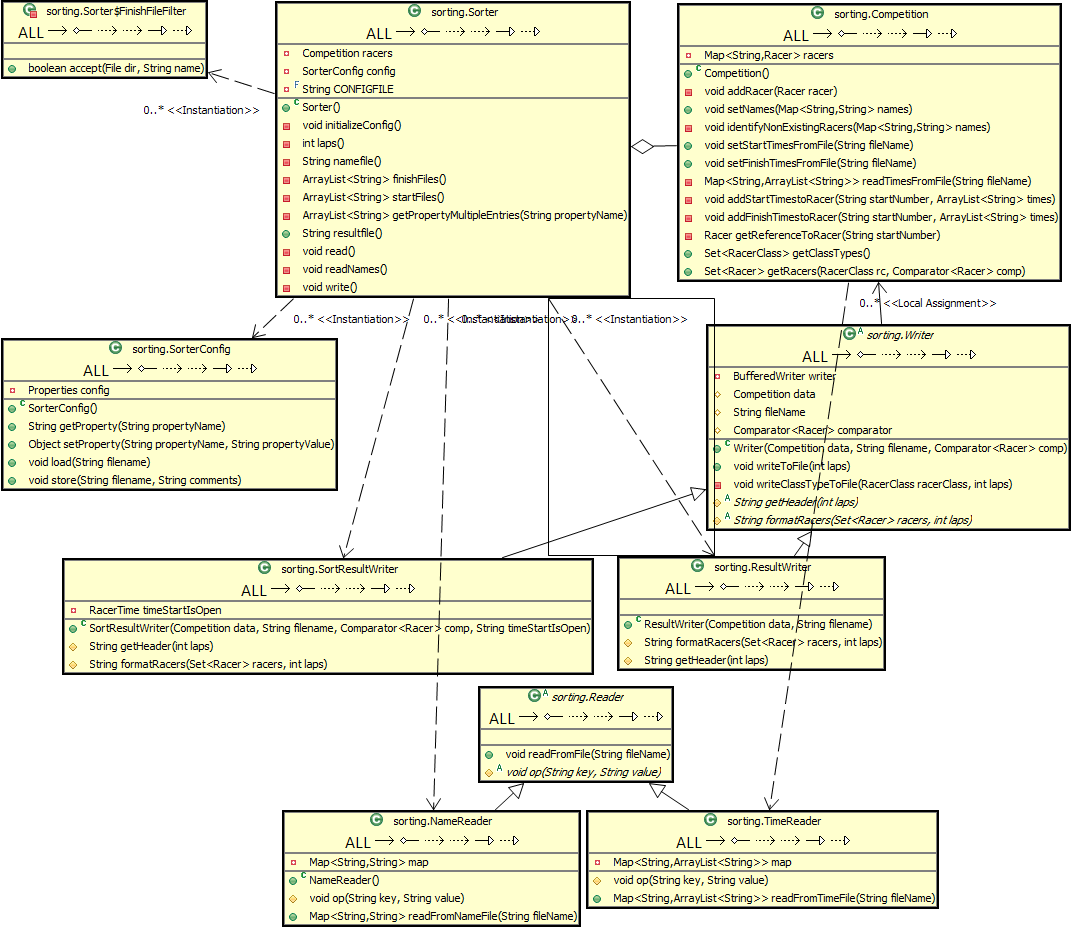 sorting.Sorter$FinishFileFilter
ALL
boolean accept(File dir, String name)
sorting.Sorter
ALL
Competition racers
SorterConfig config
F String CONFIGFILE
C Sorter()
void initializeConfig()
int laps()
String namefile()
ArrayList<String> finishFiles()
ArrayList<String> startFiles()
ArrayList<String> getPropertyMultipleEntries(String propertyName)
String resultfile()
void read()
void readNames()
void write()
sorting.Competition
ALL
Map<String,Racer> racers
C Competition()
void addRacer(Racer racer)
void setNames(Map<String,String> names)
void identifyNonExistingRacers(Map<String,String> names)
void setStartTimesFromFile(String fileName)
void setFinishTimesFromFile(String fileName)
Map<String,ArrayList<String>> readTimesFromFile(String fileName)
void addStartTimestoRacer(String startNumber, ArrayList<String> times)
void addFinishTimestoRacer(String startNumber, ArrayList<String> times)
Racer getReferenceToRacer(String startNumber)
Set<RacerClass> getClassTypes()
Set<Racer> getRacers(RacerClass rc, Comparator<Racer> comp)
0..* <<Instantiation>>
0..* <<Instantiation>>
0..* <<Instantiation>>
0..* <<Instantiation>>
0..* <<Instantiation>>
0..* <<Local Assignment>>
sorting.SorterConfig
ALL
Properties config
C SorterConfig()
String getProperty(String propertyName)
Object setProperty(String propertyName, String propertyValue)
void load(String filename)
void store(String filename, String comments)
A sorting.Writer
ALL
BufferedWriter writer
Competition data
String fileName
Comparator<Racer> comparator
C Writer(Competition data, String filename, Comparator<Racer> comp)
void writeToFile(int laps)
void writeClassTypeToFile(RacerClass racerClass, int laps)
A String getHeader(int laps)
A String formatRacers(Set<Racer> racers, int laps)
sorting.SortResultWriter
ALL
RacerTime timeStartIsOpen
C SortResultWriter(Competition data, String filename, Comparator<Racer> comp, String timeStartIsOpen)
String getHeader(int laps)
String formatRacers(Set<Racer> racers, int laps)
sorting.ResultWriter
ALL
C ResultWriter(Competition data, String filename)
String formatRacers(Set<Racer> racers, int laps)
String getHeader(int laps)
A sorting.Reader
ALL
void readFromFile(String fileName)
A void op(String key, String value)
sorting.NameReader
ALL
Map<String,String> map
C NameReader()
void op(String key, String value)
Map<String,String> readFromNameFile(String fileName)
sorting.TimeReader
ALL
Map<String,ArrayList<String>> map
void op(String key, String value)
Map<String,ArrayList<String>> readFromTimeFile(String fileName)